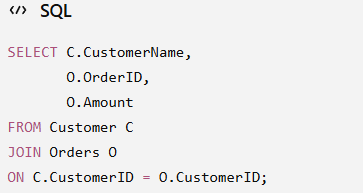 </> SQL
SELECT C.CustomerName,
       O.OrderID,
       O.Amount
FROM Customer C
JOIN Orders O
ON C.CustomerID = O.CustomerID;